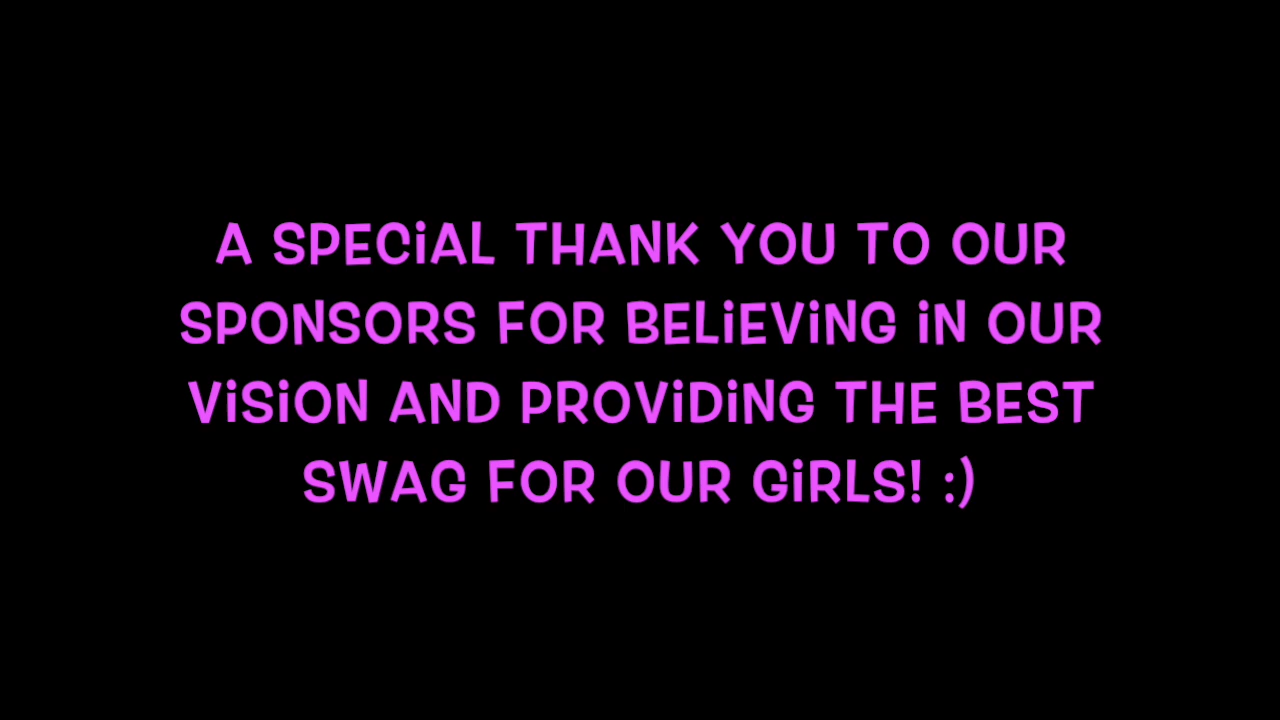 A SPECiAL THANK YOU TO OUR
SPONSORS FOR BELiEViNG iN OUR
ViSiON AND PROViDiNG THE BEST
SWAG FOR OUR GiRLS! :)